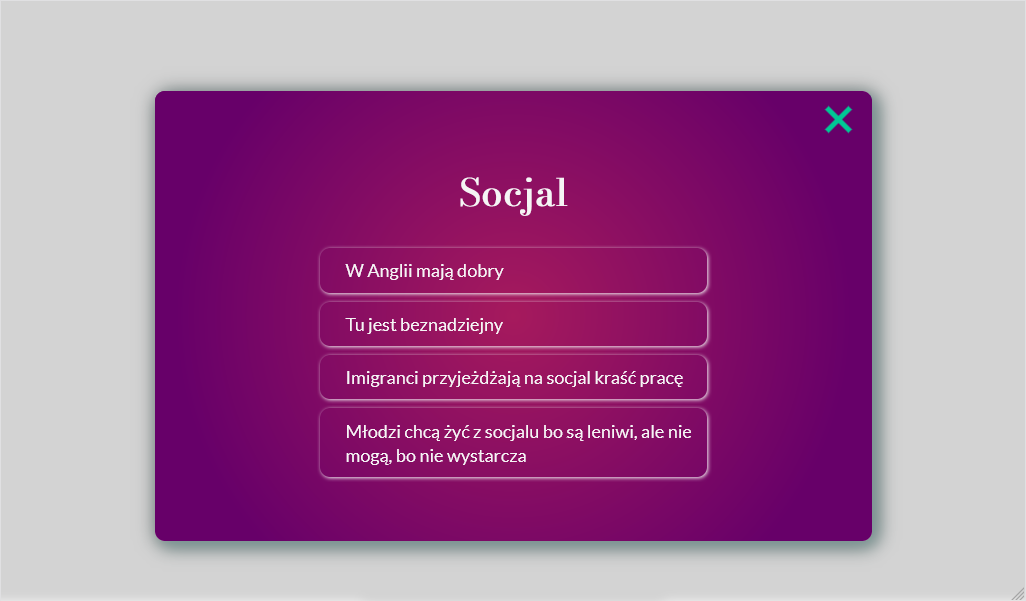 Socjal
W Anglii mają dobry
Tu jest beznadziejny
Imigranci przyjeżdżają na socjal kraść pracę
Młodzi chcą żyć z socjalu bo są leniwi, ale nie
mogą, bo nie wystarcza